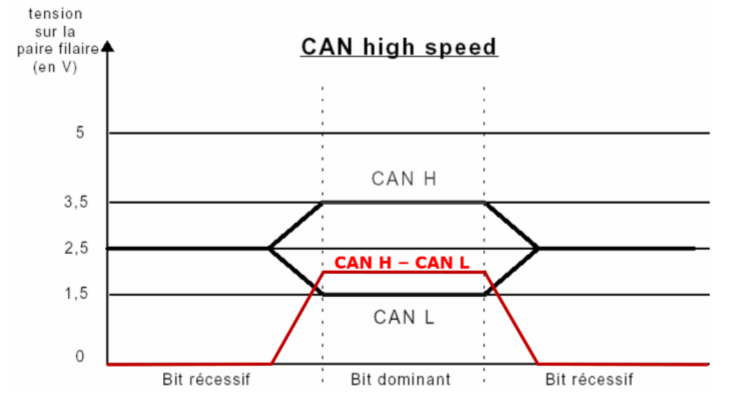 tension
sur la
paire filaire
(en V)
CAN high speed
5
CAN H
3,5
2,5
CAN H – CAN L
1,5
CAN L
0
Bit récessif
Bit dominant
Bit récessif